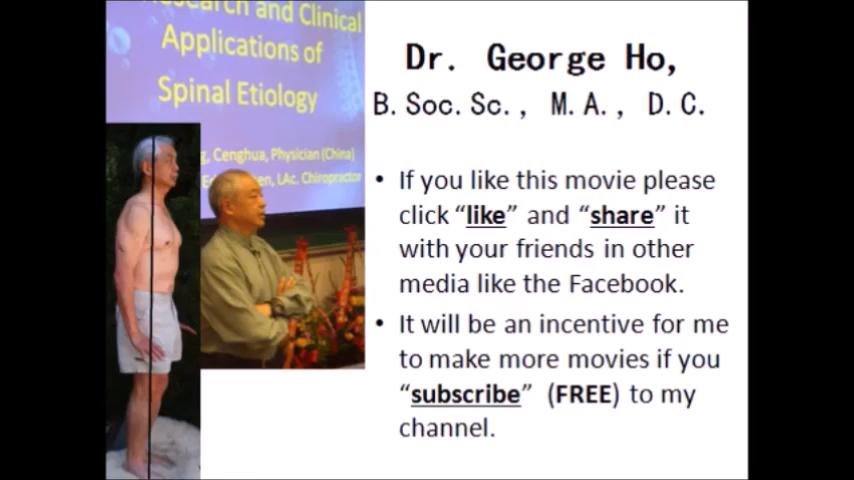 and Clinical
Applications of
Spinal Etiology
Cenghua, Physician (China)
LAc. Chiropractor
Dr. George Ho,
B. Soc. Sc., M. A., D. C.
• If you like this movie please
click “like” and “share” it
with your friends in other
media like the Facebook.
• It will be an incentive for me
to make more movies if you
“subscribe” (FREE) to my
channel.